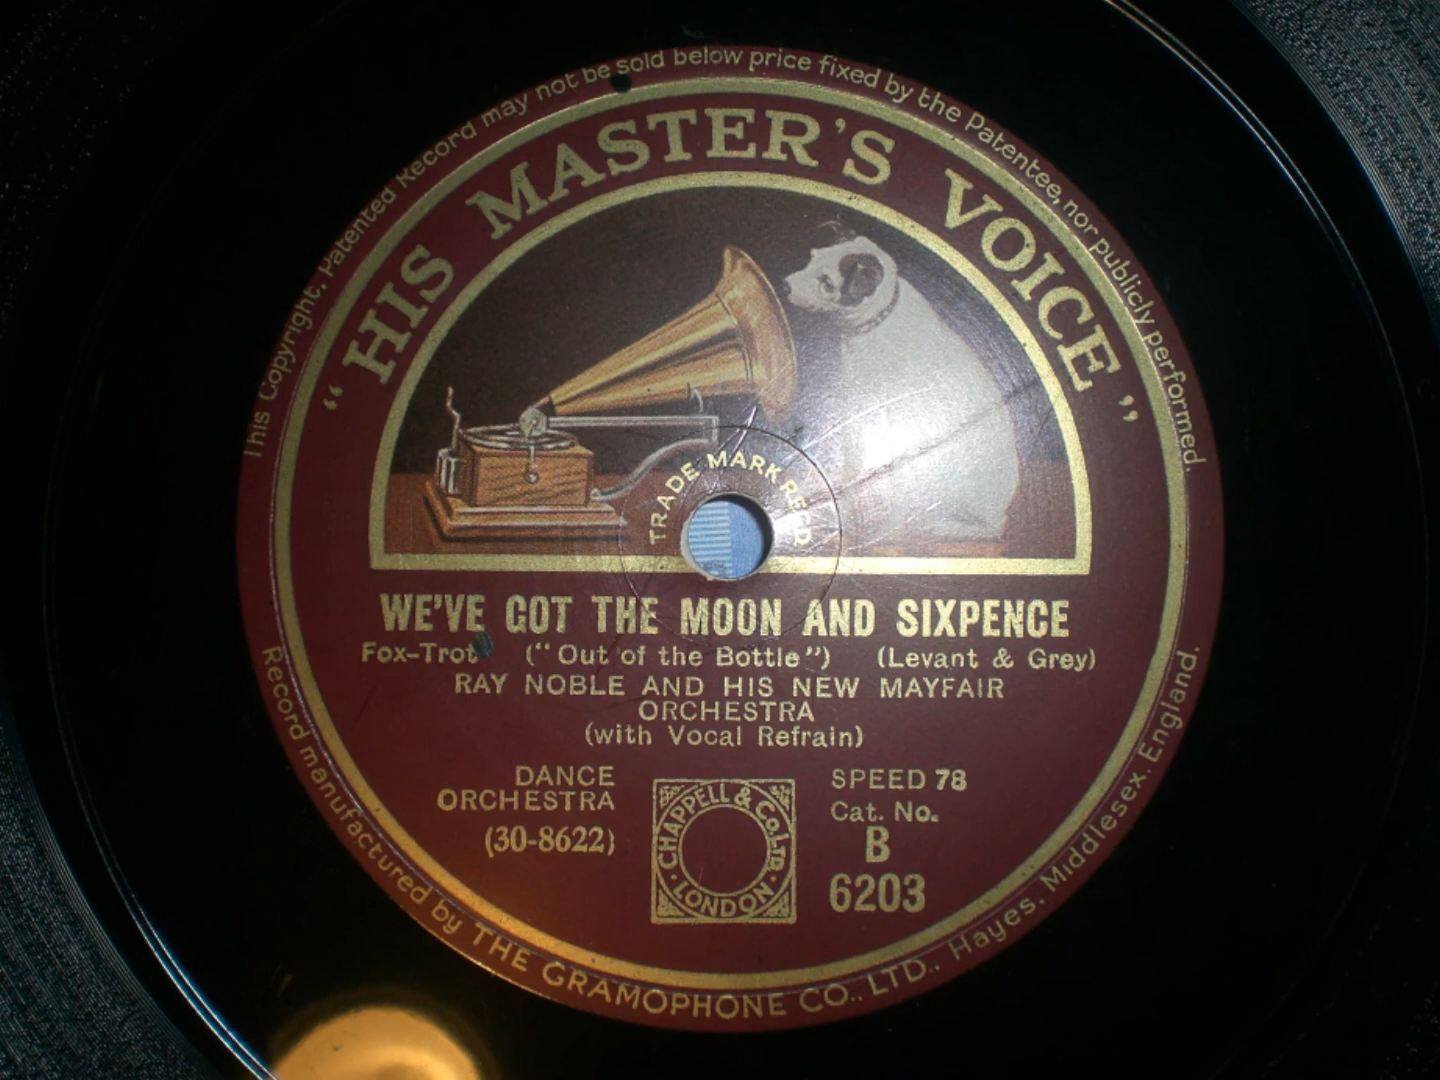 This Copyright, Patented Record may not be sold below price fixed by the Patentee, nor publicly performed.
"HIS MASTER'S VOICE"
TRADE MARK REGD
WE'VE GOT THE MOON AND SIXPENCE
Fox-Trot ("Out of the Bottle") (Levant & Grey)
RAY NOBLE AND HIS NEW MAYFAIR
ORCHESTRA
(with Vocal Refrain)
DANCE
ORCHESTRA
(30-8622)
CHAPPELL & Co. LTD.
· LONDON ·
SPEED 78
Cat. No.
B
6203
Record manufactured by THE GRAMOPHONE CO., LTD., Hayes, Middlesex, England.